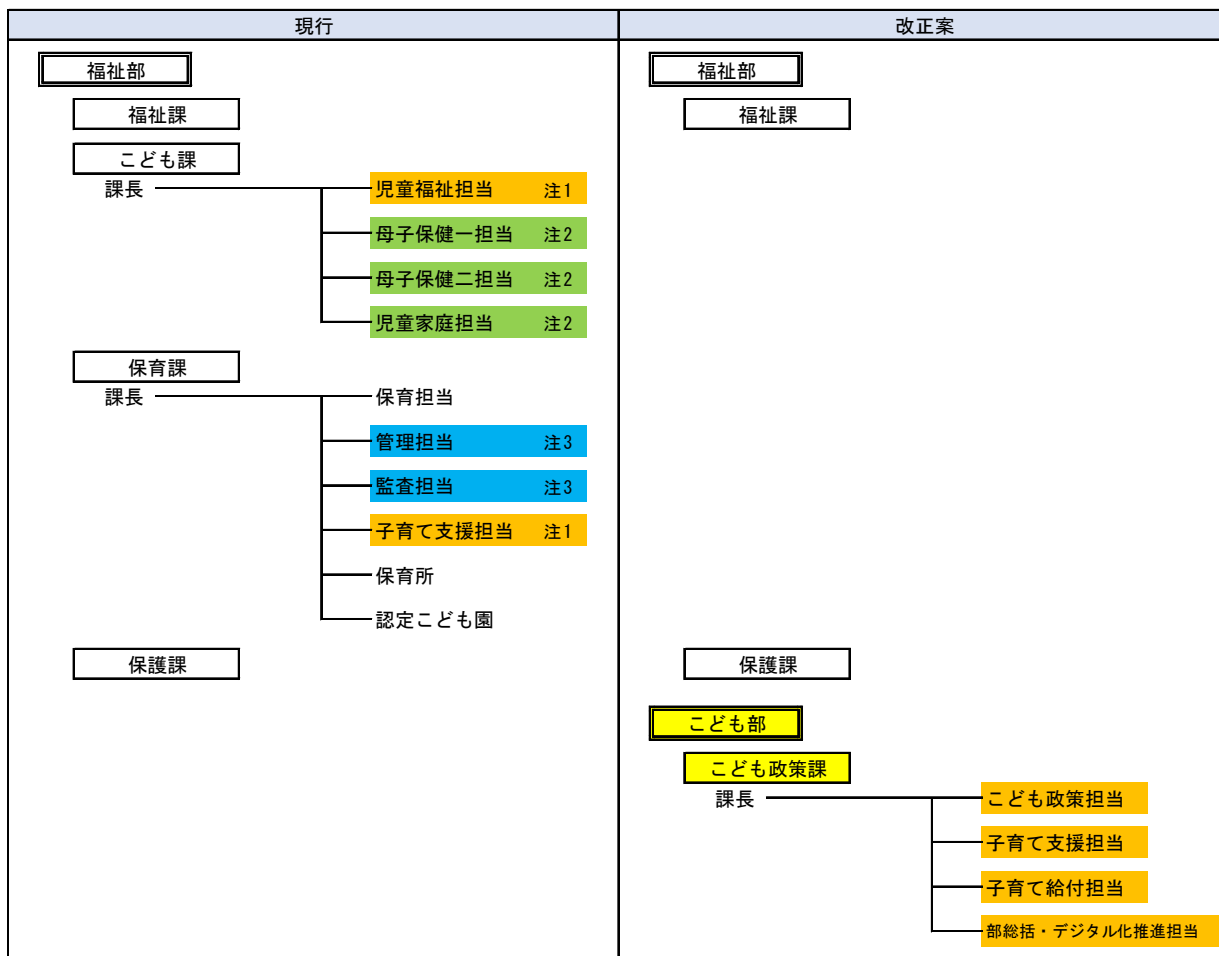 現行
福祉部
福祉課
こども課
課長
児童福祉担当 注1
母子保健一担当 注2
母子保健二担当 注2
児童家庭担当 注2
保育課
課長
保育担当
管理担当 注3
監査担当 注3
子育て支援担当 注1
保育所
認定こども園
保護課
改正案
福祉部
福祉課
保護課
こども部
こども政策課
課長
こども政策担当
子育て支援担当
子育て給付担当
部総括・デジタル化推進担当